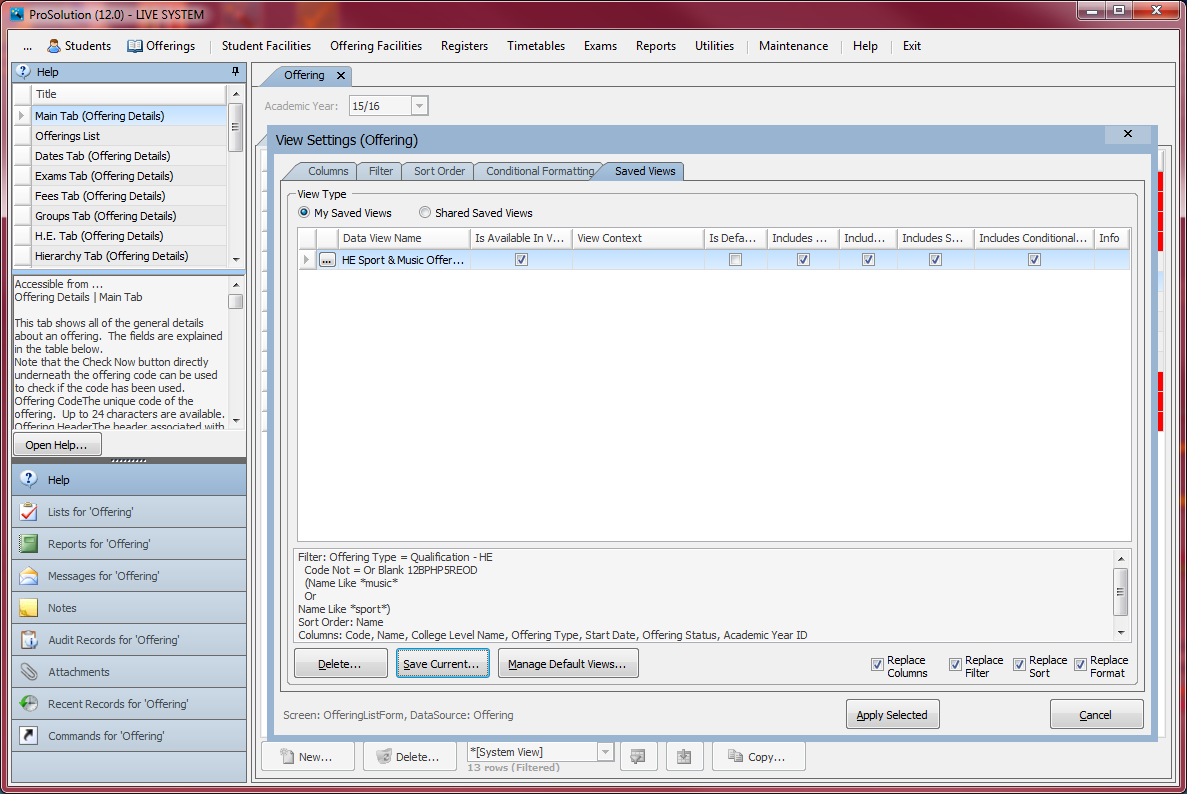 ProSolution (12.0) - LIVE SYSTEM
... Students Offerings Student Facilities Offering Facilities Registers Timetables Exams Reports Utilities Maintenance Help Exit
Help
Title
Main Tab (Offering Details)
Offerings List
Dates Tab (Offering Details)
Exams Tab (Offering Details)
Fees Tab (Offering Details)
Groups Tab (Offering Details)
H.E. Tab (Offering Details)
Hierarchy Tab (Offering Details)
Accessible from ...
Offering Details | Main Tab
This tab shows all of the general details
about an offering. The fields are explained
in the table below.
Note that the Check Now button directly
underneath the offering code can be used
to check if the code has been used.
Offering CodeThe unique code of the
offering. Up to 24 characters are available.
Offering HeaderThe header associated with
Open Help...
Help
Lists for 'Offering'
Reports for 'Offering'
Messages for 'Offering'
Notes
Audit Records for 'Offering'
Attachments
Recent Records for 'Offering'
Commands for 'Offering'
Offering
Academic Year: 15/16
View Settings (Offering)
Columns Filter Sort Order Conditional Formatting Saved Views
View Type
My Saved Views Shared Saved Views
Data View Name Is Available In V... View Context Is Defa... Includes ... Includ... Includes S... Includes Conditional... Info
... HE Sport & Music Offer...
Filter: Offering Type = Qualification - HE
Code Not = Or Blank 12BPHP5REOD
(Name Like *music*
Or
Name Like *sport*)
Sort Order: Name
Columns: Code, Name, College Level Name, Offering Type, Start Date, Offering Status, Academic Year ID
Delete... Save Current... Manage Default Views... Replace Columns Replace Filter Replace Sort Replace Format
Screen: OfferingListForm, DataSource: Offering
Apply Selected Cancel
New... Delete... *[System View] Copy...
13 rows (Filtered)